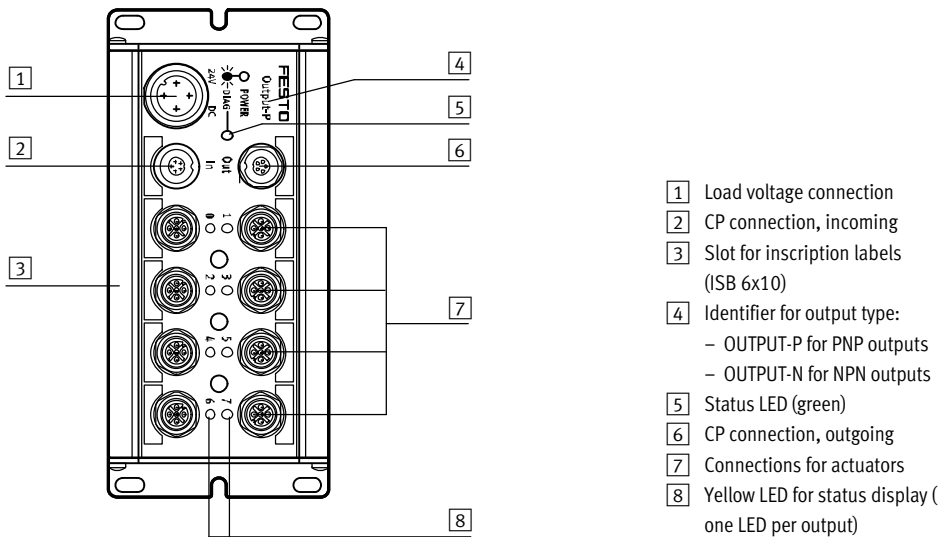 1
2
3
4
5
6
7
8
24V
DC
POWER
DIAG
Output-P
FESTO
In
Out
0 1
2 3
4 5
6 7
1 Load voltage connection
2 CP connection, incoming
3 Slot for inscription labels
(ISB 6x10)
4 Identifier for output type:
– OUTPUT-P for PNP outputs
– OUTPUT-N for NPN outputs
5 Status LED (green)
6 CP connection, outgoing
7 Connections for actuators
8 Yellow LED for status display (
one LED per output)